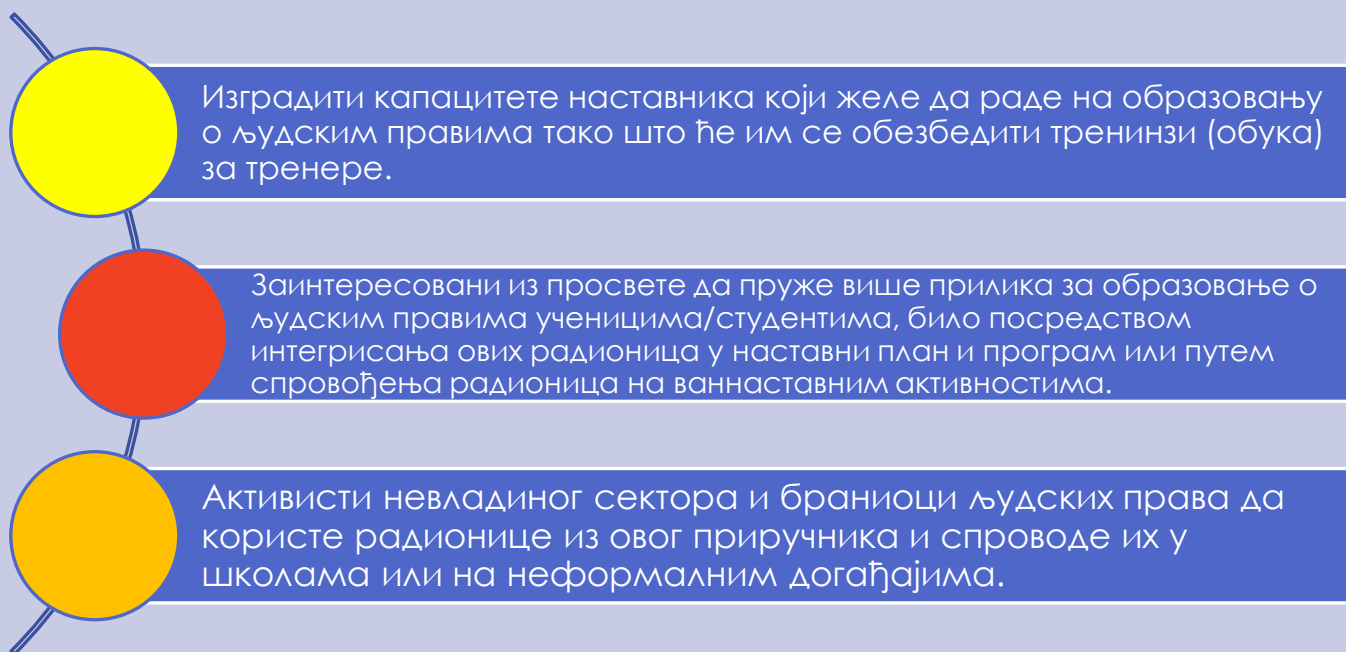 Изградити капацитете наставника који желе да раде на образовању
о људским правима тако што ће им се обезбедити тренинзи (обука)
за тренере.
Заинтересовани из просвете да пруже више прилика за образовање о
људским правима ученицима/студентима, било посредством
интегрисања ових радионица у наставни план и програм или путем
спровођења радионица на ваннаставним активностима.
Активисти невладиног сектора и браниоци људских права да
користе радионице из овог приручника и спроводе их у
школама или на неформалним догађајима.